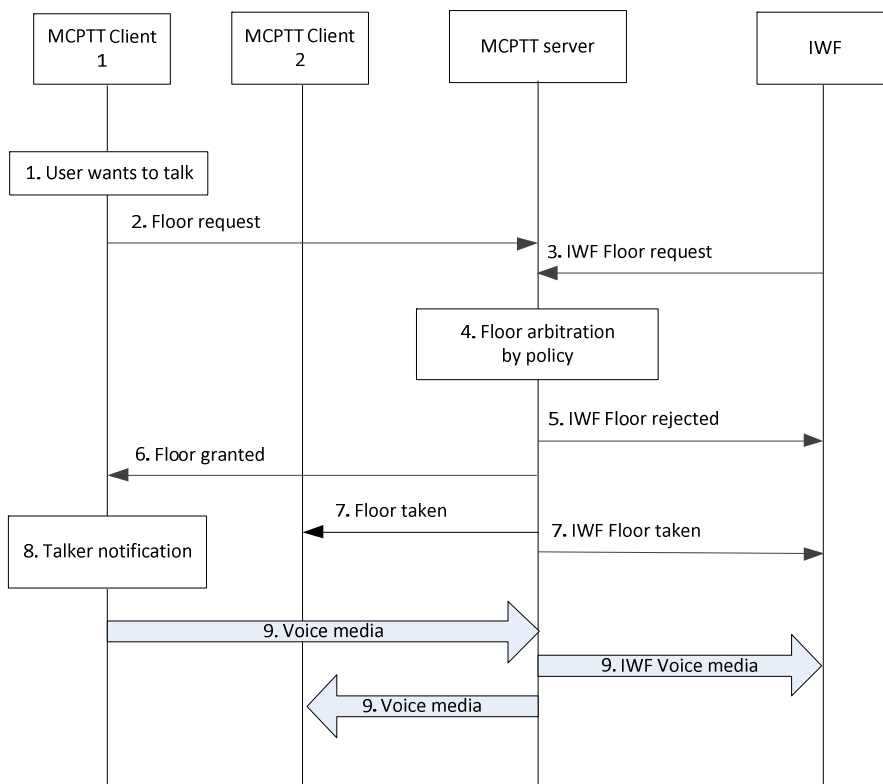 MCPTT Client
1
MCPTT Client
2
MCPTT server
IWF
1. User wants to talk
2. Floor request
3. IWF Floor request
4. Floor arbitration
by policy
5. IWF Floor rejected
6. Floor granted
7. Floor taken
7. IWF Floor taken
8. Talker notification
9. Voice media
9. IWF Voice media
9. Voice media